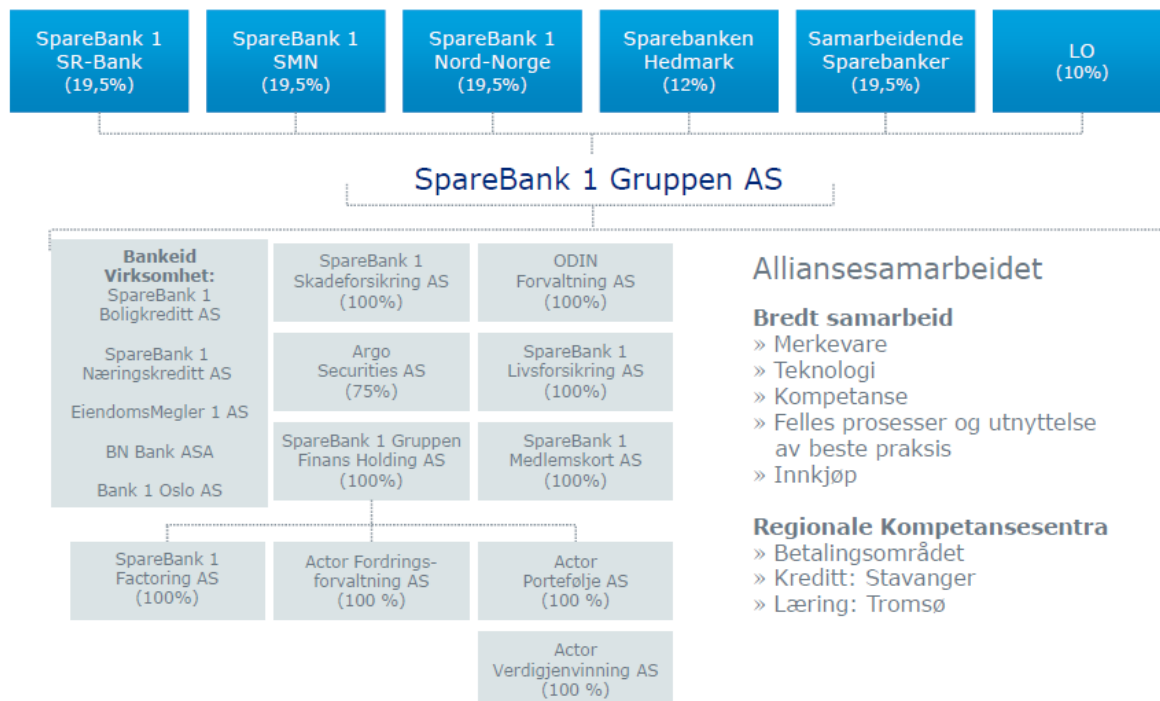 SpareBank 1
SR-Bank
(19,5%)
SpareBank 1
SMN
(19,5%)
SpareBank 1
Nord-Norge
(19,5%)
Sparebanken
Hedmark
(12%)
Samarbeidende
Sparebanker
(19,5%)
LO
(10%)
SpareBank 1 Gruppen AS
Bankeid
Virksomhet:
SpareBank 1
Boligkreditt AS
SpareBank 1
Næringskreditt AS
EiendomsMegler 1 AS
BN Bank ASA
Bank 1 Oslo AS
SpareBank 1
Skadeforsikring AS
(100%)
ODIN
Forvaltning AS
(100%)
Argo
Securities AS
(75%)
SpareBank 1
Livsforsikring AS
(100%)
SpareBank 1 Gruppen
Finans Holding AS
(100%)
SpareBank 1
Medlemskort AS
(100%)
SpareBank 1
Factoring AS
(100%)
Actor Fordrings-
forvaltning AS
(100 %)
Actor
Portefølje AS
(100 %)
Actor
Verdigjenvinning AS
(100 %)
Alliansesamarbeidet
Bredt samarbeid
» Merkevare
» Teknologi
» Kompetanse
» Felles prosesser og utnyttelse
av beste praksis
» Innkjøp
Regionale Kompetansesentra
» Betalingsområdet
» Kreditt: Stavanger
» Læring: Tromsø